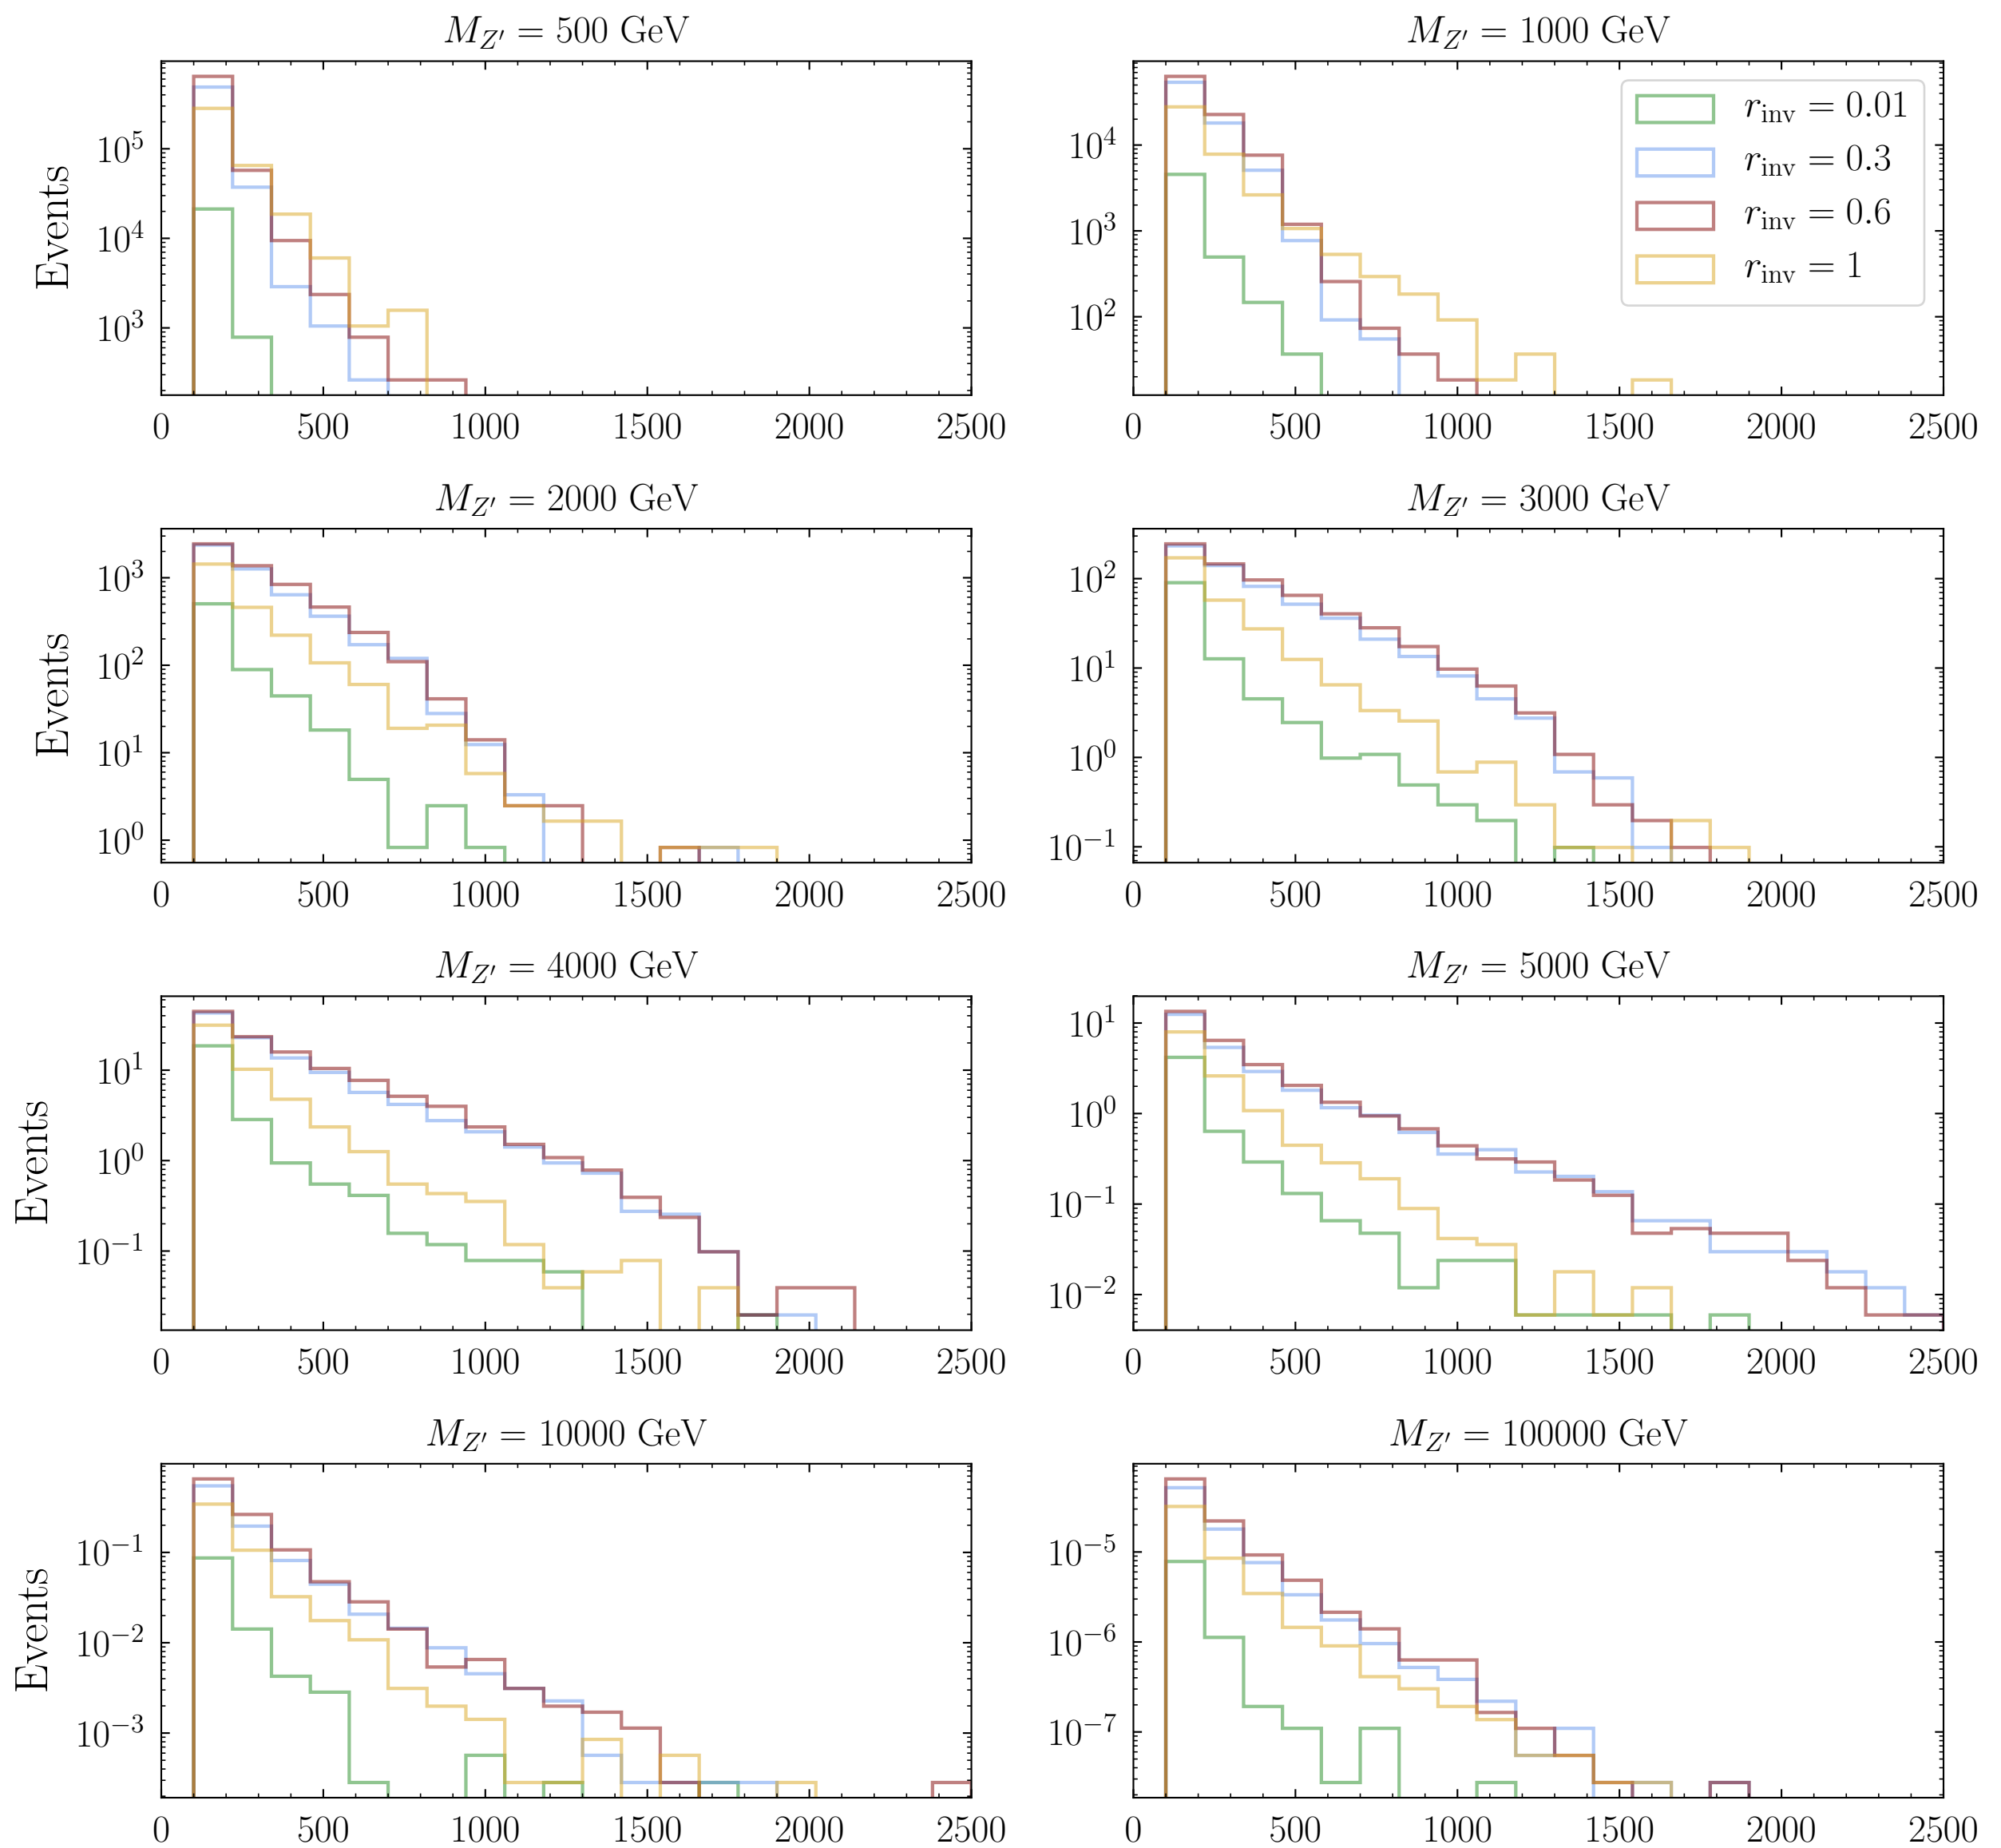 M_{Z'} = 500 GeV
M_{Z'} = 1000 GeV
Events
10^5
10^4
10^3
0 500 1000 1500 2000 2500
10^4
10^3
10^2
r_inv = 0.01
r_inv = 0.3
r_inv = 0.6
r_inv = 1
0 500 1000 1500 2000 2500
M_{Z'} = 2000 GeV
M_{Z'} = 3000 GeV
Events
10^3
10^2
10^1
10^0
0 500 1000 1500 2000 2500
10^2
10^1
10^0
10^−1
0 500 1000 1500 2000 2500
M_{Z'} = 4000 GeV
M_{Z'} = 5000 GeV
Events
10^1
10^0
10^−1
0 500 1000 1500 2000 2500
10^1
10^0
10^−1
10^−2
0 500 1000 1500 2000 2500
M_{Z'} = 10000 GeV
M_{Z'} = 100000 GeV
Events
10^−1
10^−2
10^−3
0 500 1000 1500 2000 2500
10^−5
10^−6
10^−7
0 500 1000 1500 2000 2500